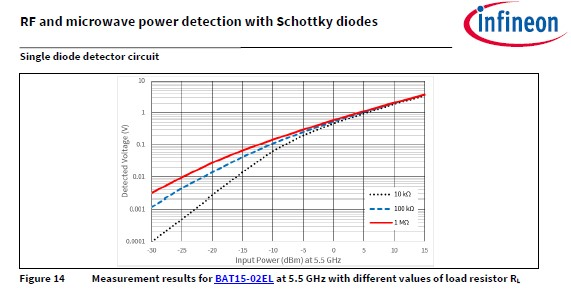 RF and microwave power detection with Schottky diodes
infineon
Single diode detector circuit
10
1
0.1
0.01
0.001
0.0001
Detected Voltage (V)
10 kΩ
100 kΩ
1 MΩ
-30 -25 -20 -15 -10 -5 0 5 10 15
Input Power (dBm) at 5.5 GHz
Figure 14 Measurement results for BAT15-02EL at 5.5 GHz with different values of load resistor RL